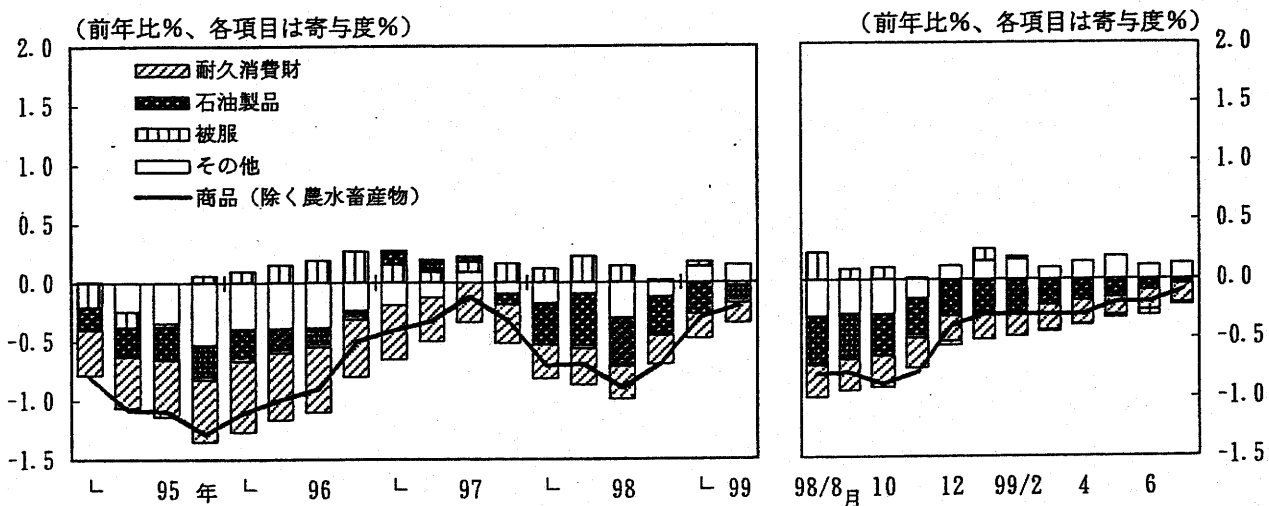 (前年比%、各項目は寄与度%)
2.0
1.5
1.0
0.5
0.0
-0.5
-1.0
-1.5
耐久消費財
石油製品
被服
その他
商品(除く農水畜産物)
95 年 96 97 98 99
(前年比%、各項目は寄与度%)
2.0
1.5
1.0
0.5
0.0
-0.5
-1.0
-1.5
98/8月 10 12 99/2 4 6